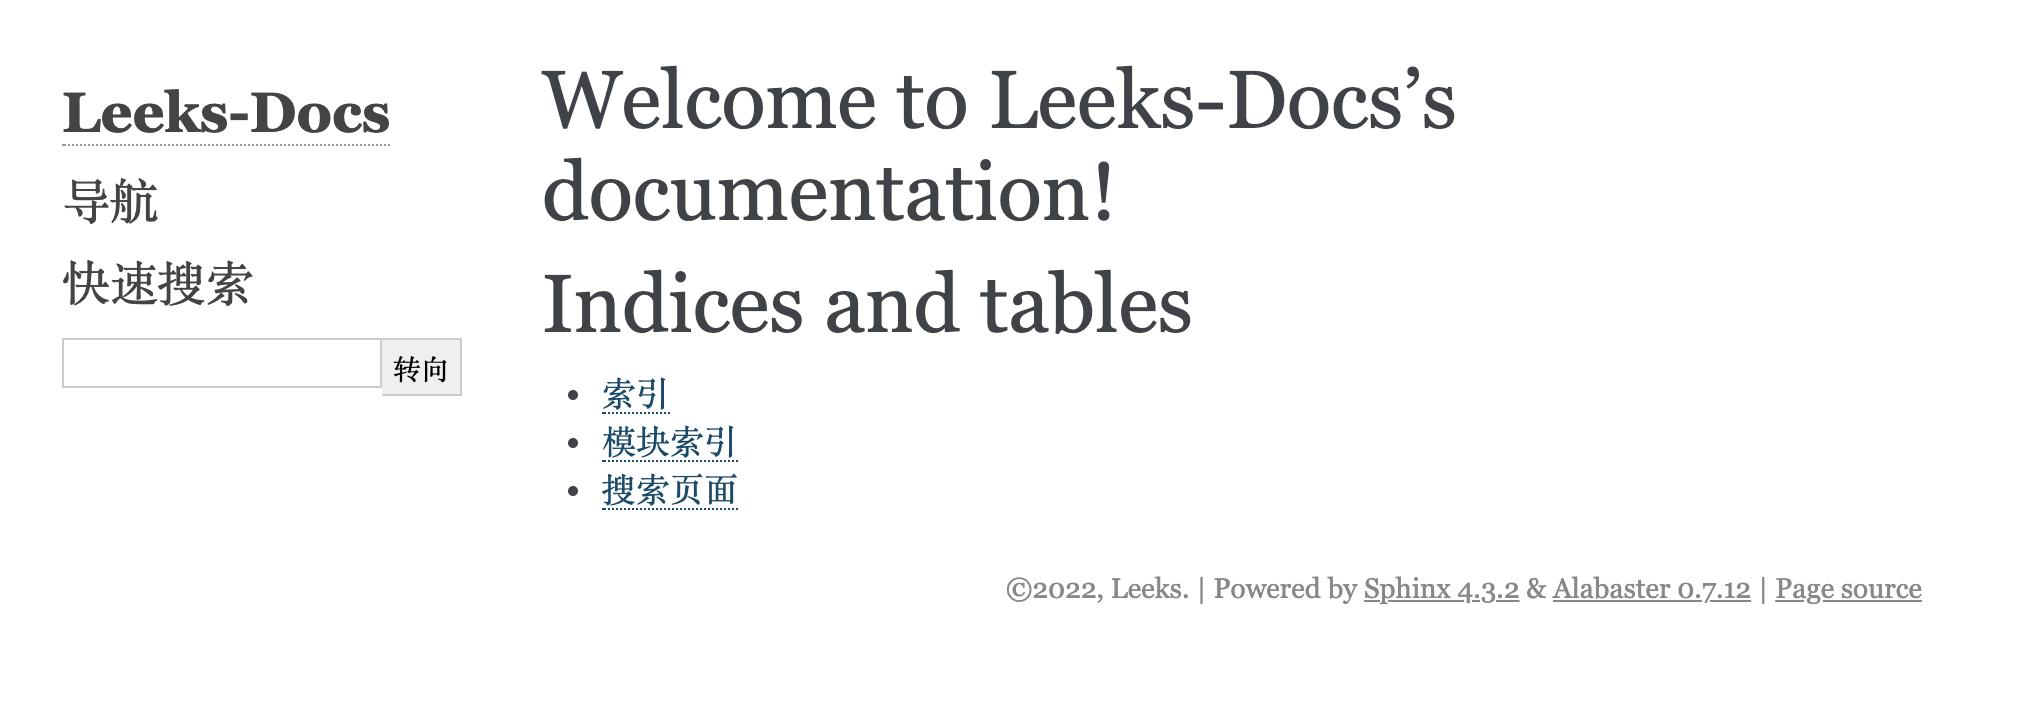 Leeks-Docs
导航
快速搜索
转向
Welcome to Leeks-Docs’s
documentation!
Indices and tables
索引
模块索引
搜索页面
©2022, Leeks. | Powered by Sphinx 4.3.2 & Alabaster 0.7.12 | Page source